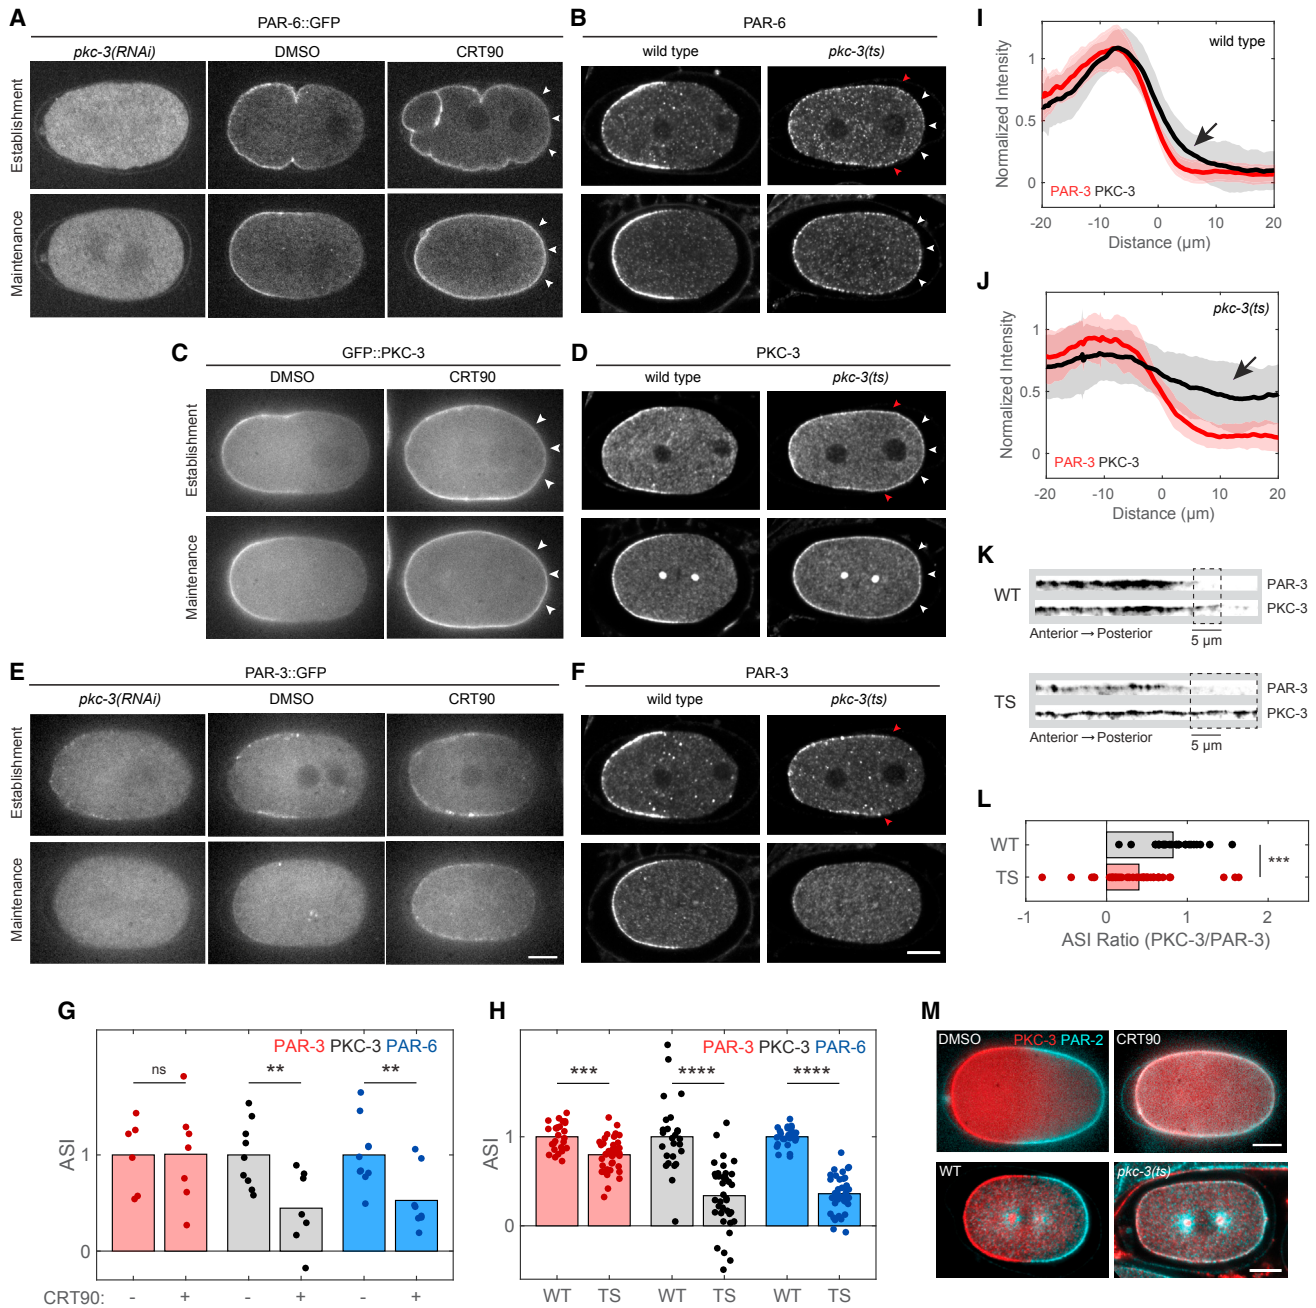 A
PAR-6::GFP
pkc-3(RNAi)
DMSO
CRT90
Establishment
Maintenance
B
PAR-6
wild type
pkc-3(ts)
C
GFP::PKC-3
DMSO
CRT90
Establishment
Maintenance
D
PKC-3
wild type
pkc-3(ts)
E
PAR-3::GFP
pkc-3(RNAi)
DMSO
CRT90
Establishment
Maintenance
F
PAR-3
wild type
pkc-3(ts)
G
PAR-3 PKC-3 PAR-6
ns
**
**
ASI
1
0
CRT90:
-
+
-
+
-
+
H
PAR-3 PKC-3 PAR-6
***
****
****
ASI
1
0
WT
TS
WT
TS
WT
TS
I
wild type
Normalized Intensity
1
0.5
0
PAR-3 PKC-3
-20
-10
0
10
20
Distance (µm)
J
pkc-3(ts)
Normalized Intensity
1
0.5
0
PAR-3 PKC-3
-20
-10
0
10
20
Distance (µm)
K
WT
PAR-3
PKC-3
Anterior → Posterior
5 µm
TS
PAR-3
PKC-3
Anterior → Posterior
5 µm
L
WT
TS
***
-1
0
1
2
ASI Ratio (PKC-3/PAR-3)
M
DMSO
PKC-3 PAR-2
CRT90
WT
pkc-3(ts)